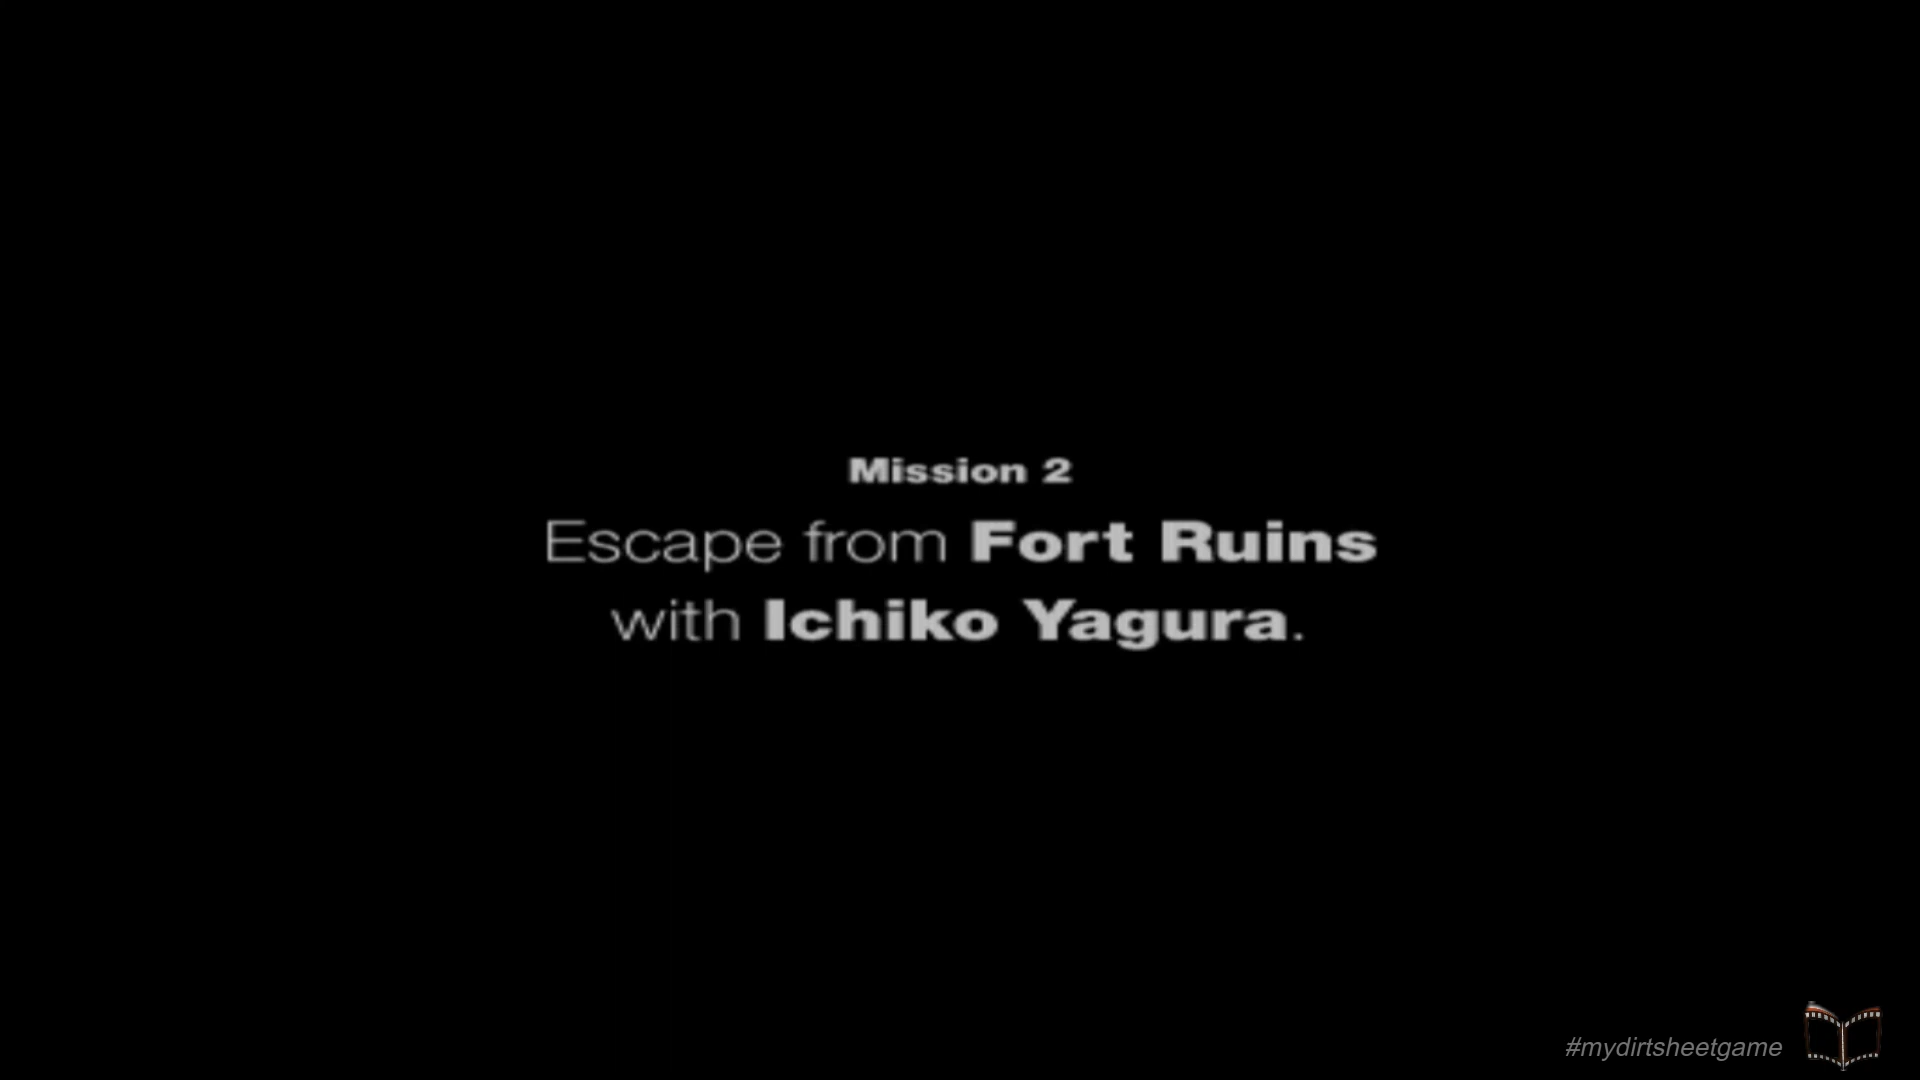 Mission 2
Escape from Fort Ruins
with Ichiko Yagura.
#mydirtsheetgame